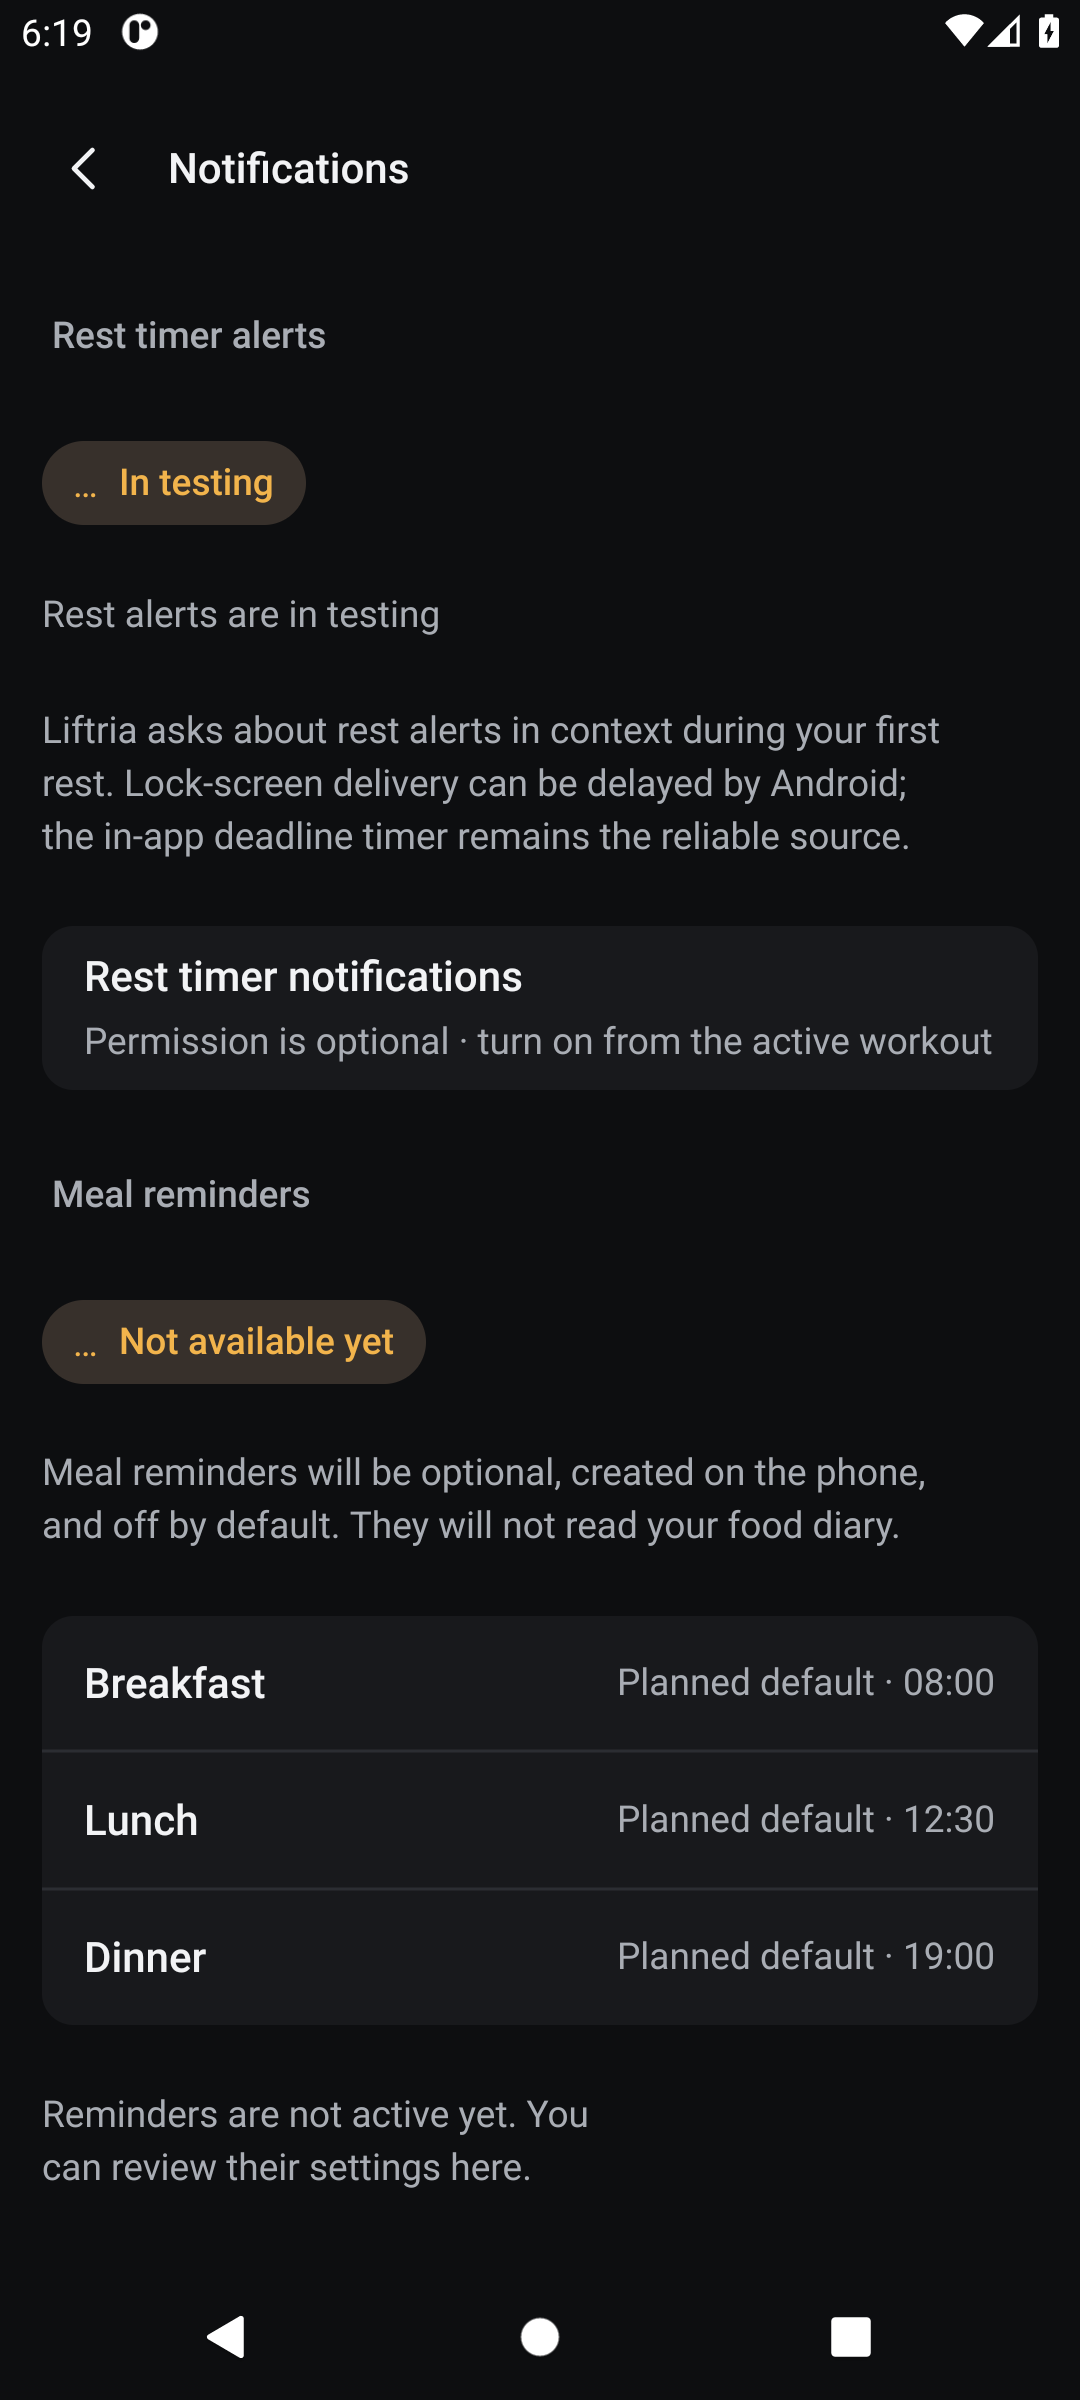 6:19
Notifications
Rest timer alerts
... In testing
Rest alerts are in testing
Liftria asks about rest alerts in context during your first
rest. Lock-screen delivery can be delayed by Android;
the in-app deadline timer remains the reliable source.
Rest timer notifications
Permission is optional · turn on from the active workout
Meal reminders
... Not available yet
Meal reminders will be optional, created on the phone,
and off by default. They will not read your food diary.
Breakfast Planned default · 08:00
Lunch Planned default · 12:30
Dinner Planned default · 19:00
Reminders are not active yet. You
can review their settings here.